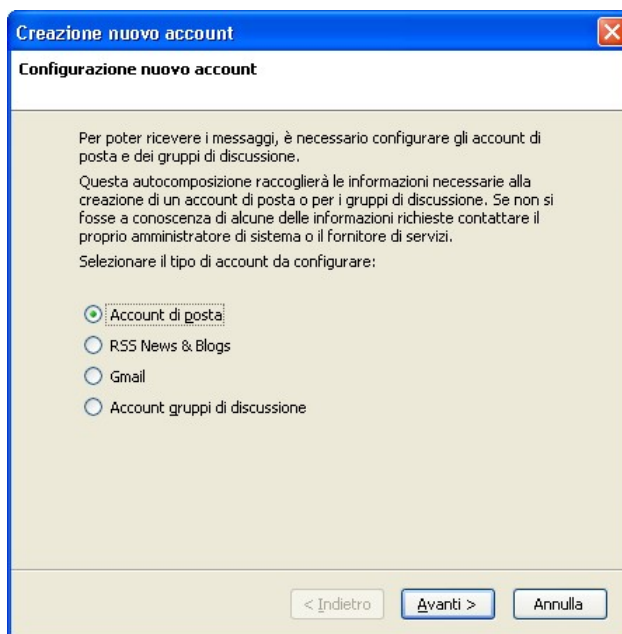 Creazione nuovo account
Configurazione nuovo account
Per poter ricevere i messaggi, è necessario configurare gli account di
posta e dei gruppi di discussione.
Questa autocomposizione raccoglierà le informazioni necessarie alla
creazione di un account di posta o per i gruppi di discussione. Se non si
fosse a conoscenza di alcune delle informazioni richieste contattare il
proprio amministratore di sistema o il fornitore di servizi.
Selezionare il tipo di account da configurare:
Account di posta
RSS News & Blogs
Gmail
Account gruppi di discussione
< Indietro
Avanti >
Annulla